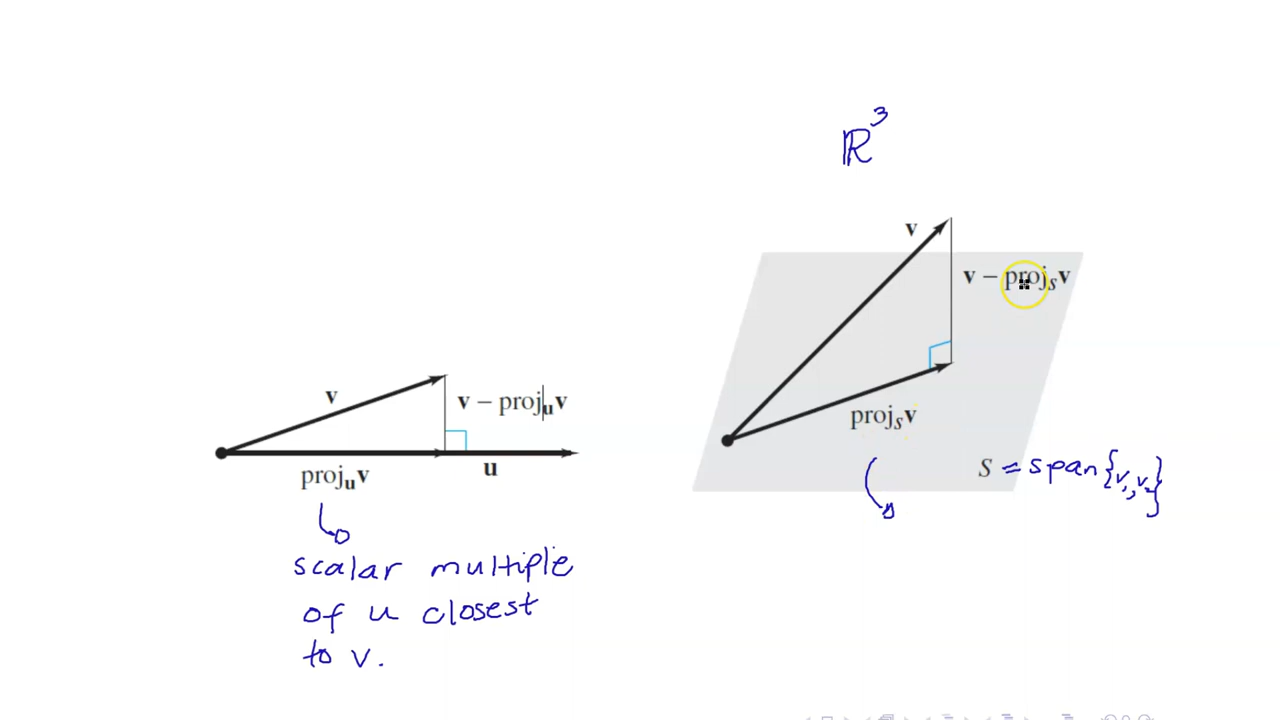 ℝ³
v
v − proj_S v
proj_S v
S = span{v₁, v₂}
v
v − proj_u v
proj_u v
u
scalar multiple
of u closest
to v.